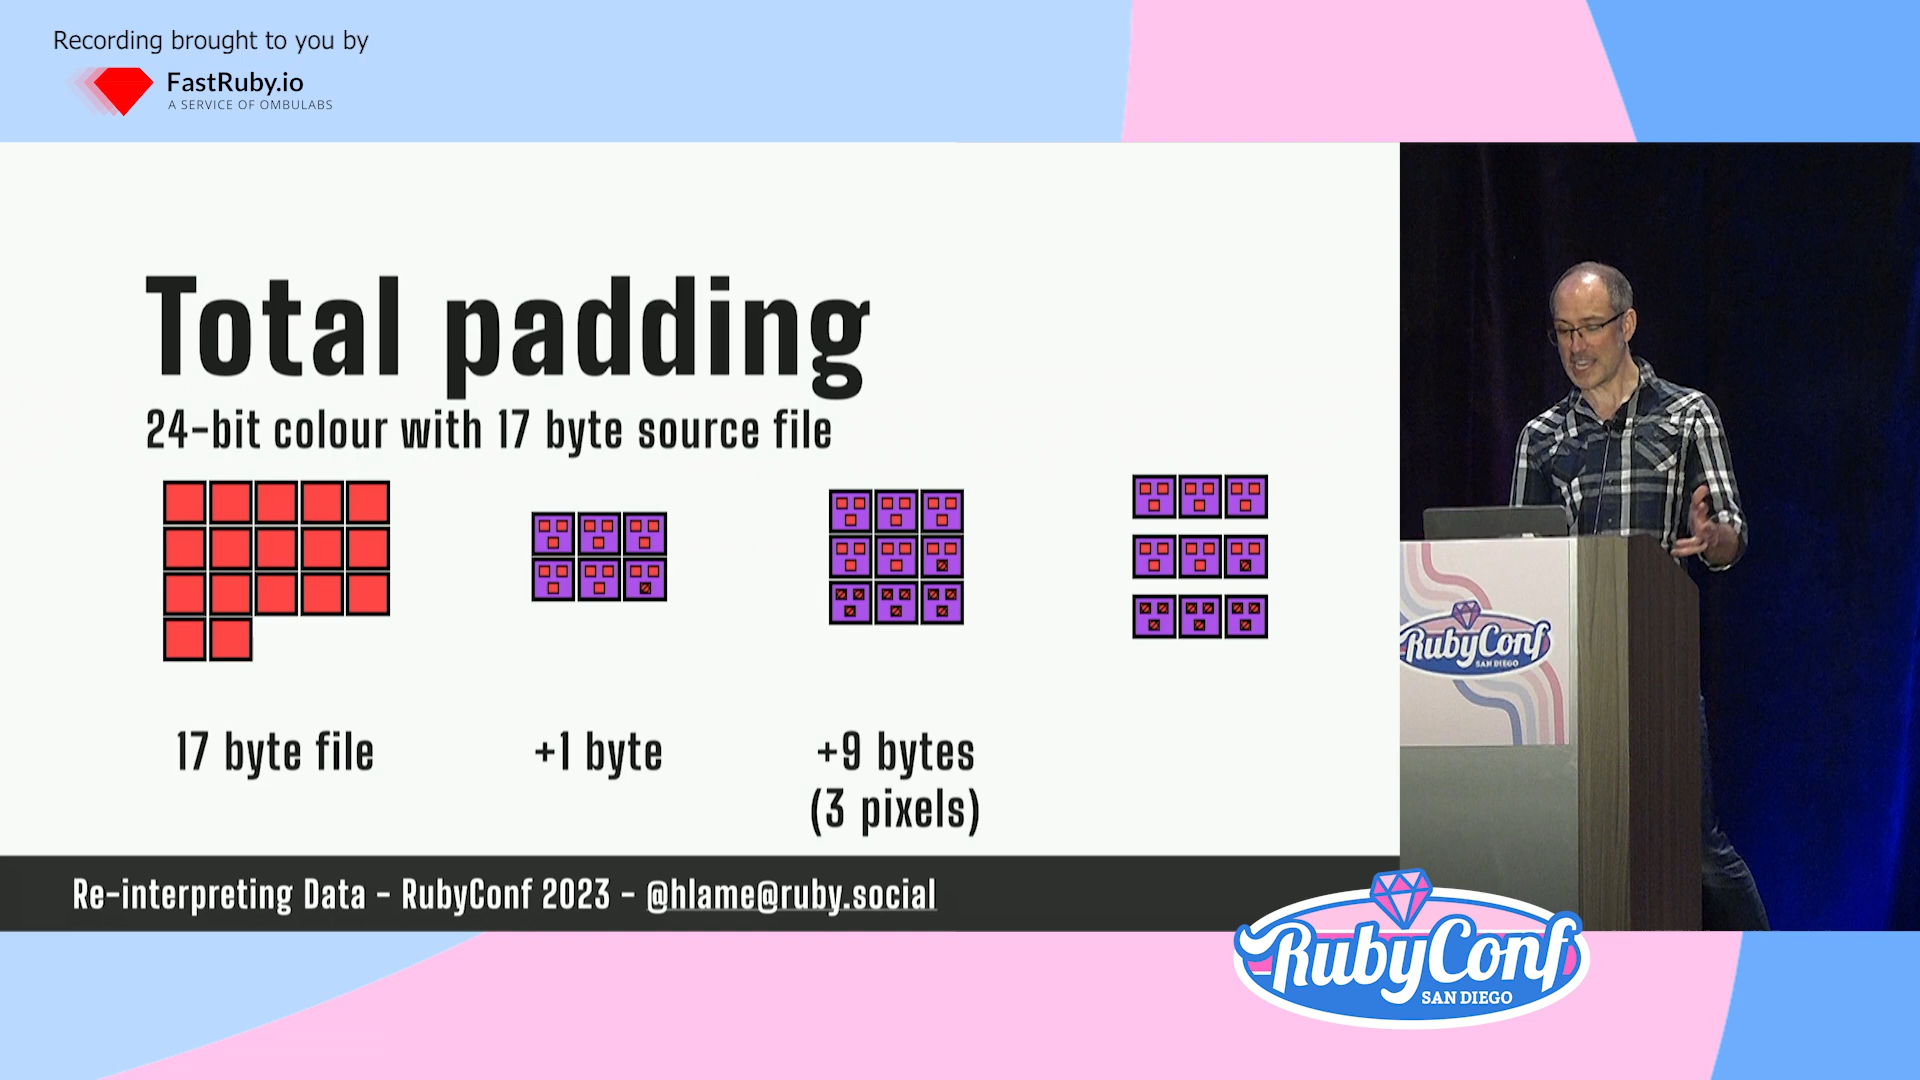 Recording brought to you by
FastRuby.io
A SERVICE OF OMBULABS
Total padding
24-bit colour with 17 byte source file
17 byte file
+1 byte
+9 bytes
(3 pixels)
Re-interpreting Data - RubyConf 2023 - @hlame@ruby.social
RubyConf
SAN DIEGO
RubyConf
SAN DIEGO